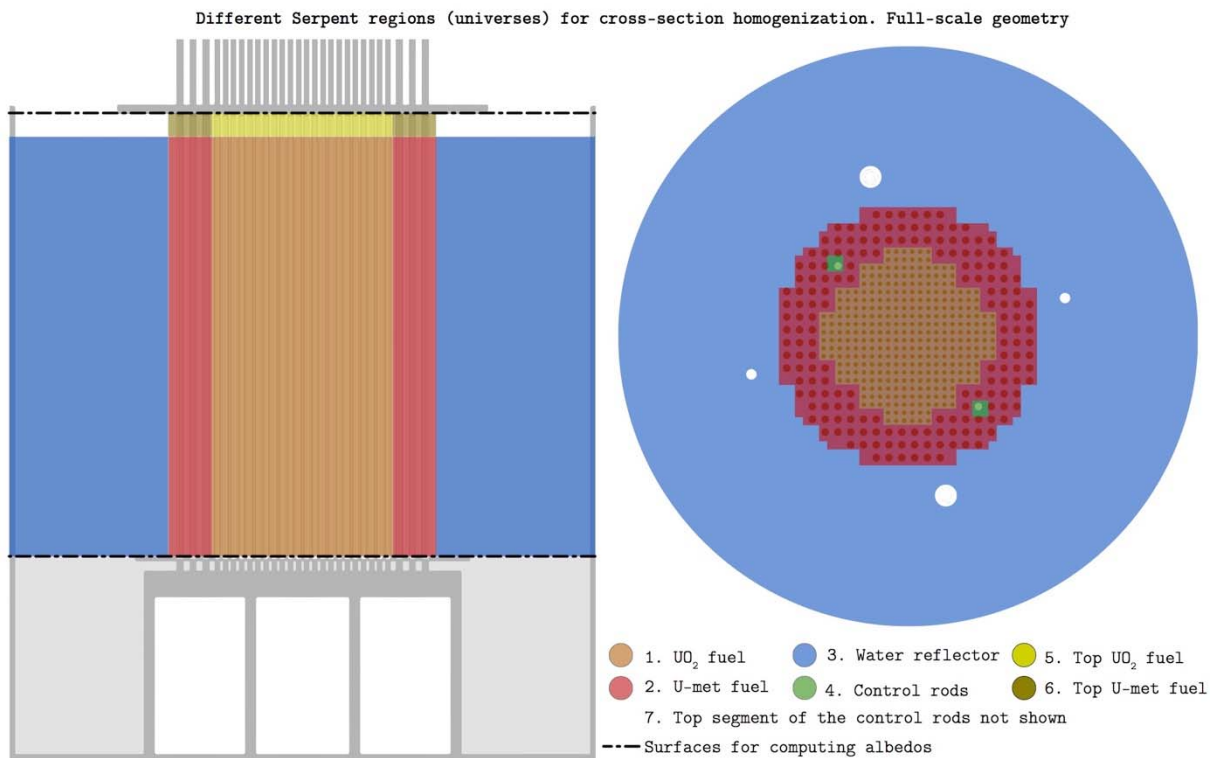 Different Serpent regions (universes) for cross-section homogenization. Full-scale geometry
1. UO₂ fuel
2. U-met fuel
3. Water reflector
4. Control rods
5. Top UO₂ fuel
6. Top U-met fuel
7. Top segment of the control rods not shown
Surfaces for computing albedos